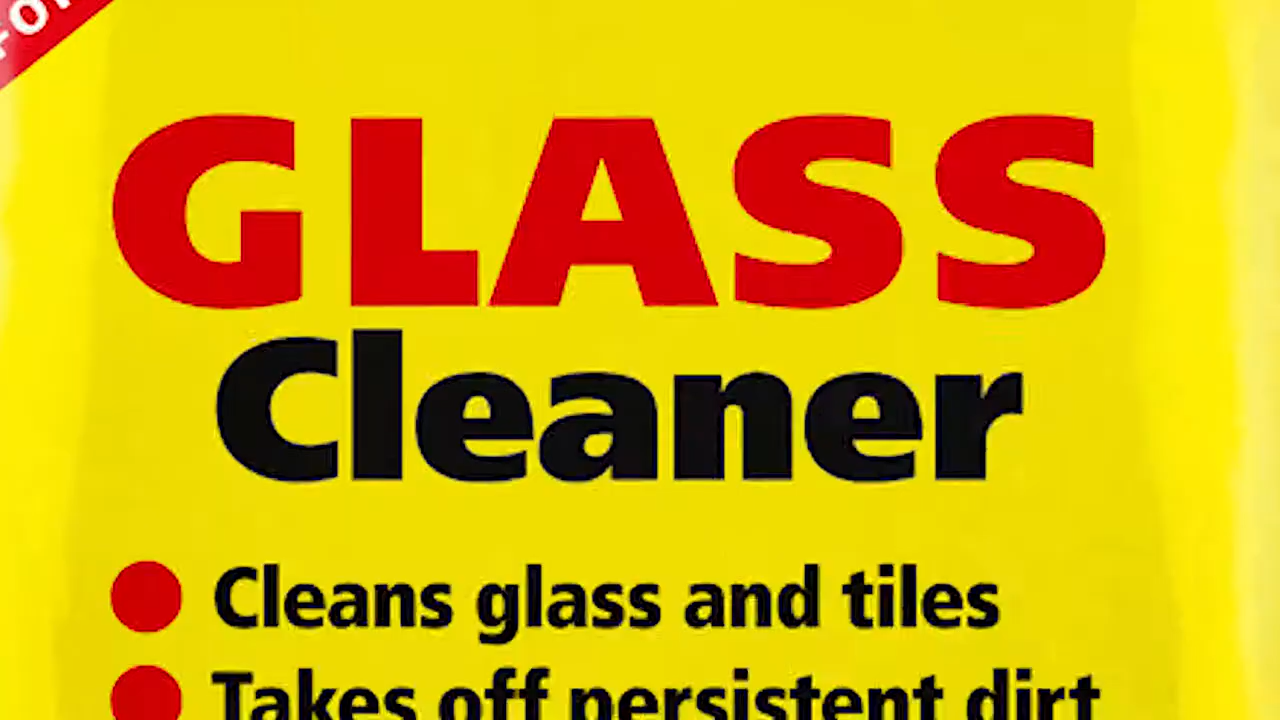 GLASS
Cleaner
Cleans glass and tiles
Takes off persistent dirt